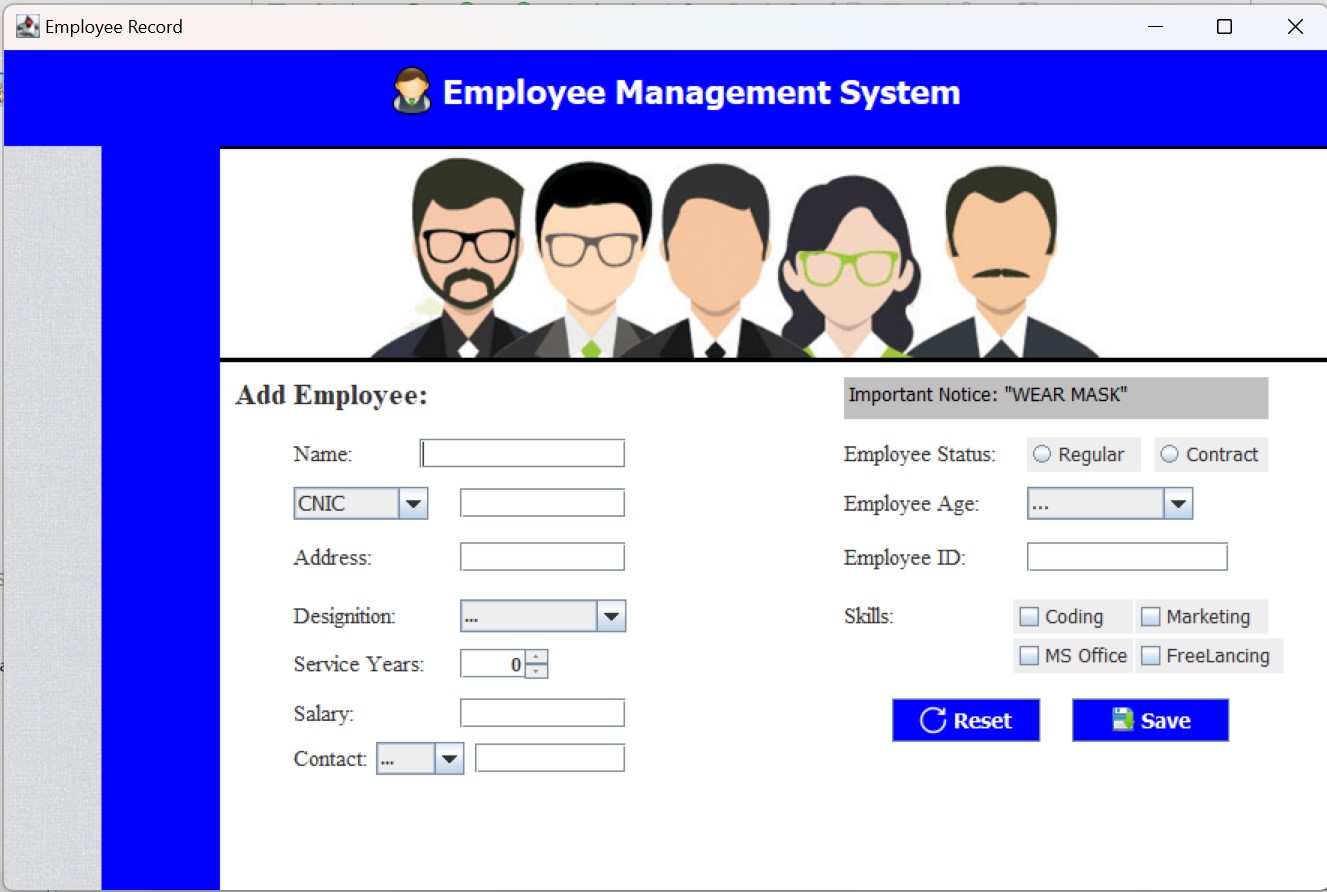 Employee Record
Employee Management System
Add Employee:
Important Notice: "WEAR MASK"
Name:
Employee Status: Regular Contract
CNIC
Employee Age: ...
Address:
Employee ID:
Designition: ...
Skills: Coding Marketing
MS Office FreeLancing
Service Years: 0
Salary:
Reset Save
Contact: ...